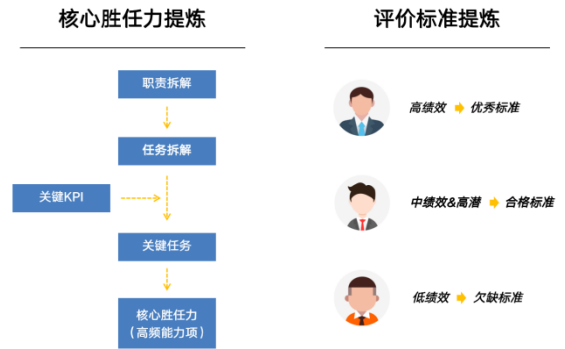 核心胜任力提炼
职责拆解
任务拆解
关键KPI
关键任务
核心胜任力
（高频能力项）
评价标准提炼
高绩效 优秀标准
中绩效&高潜 合格标准
低绩效 欠缺标准